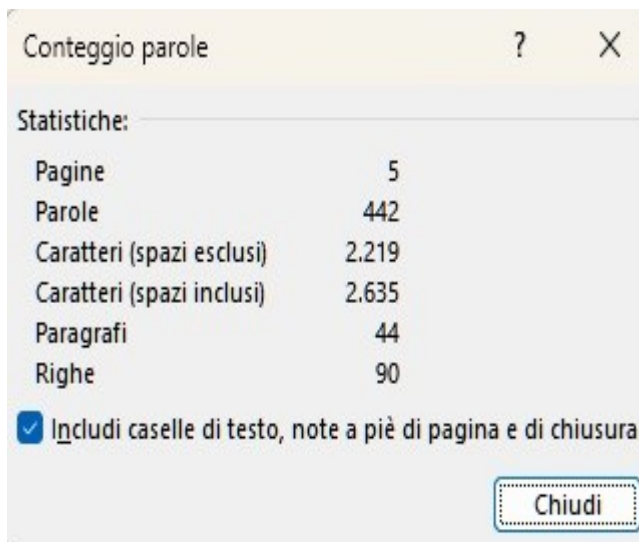 Conteggio parole ?
Statistiche:
Pagine 5
Parole 442
Caratteri (spazi esclusi) 2.219
Caratteri (spazi inclusi) 2.635
Paragrafi 44
Righe 90
Includi caselle di testo, note a piè di pagina e di chiusura
Chiudi